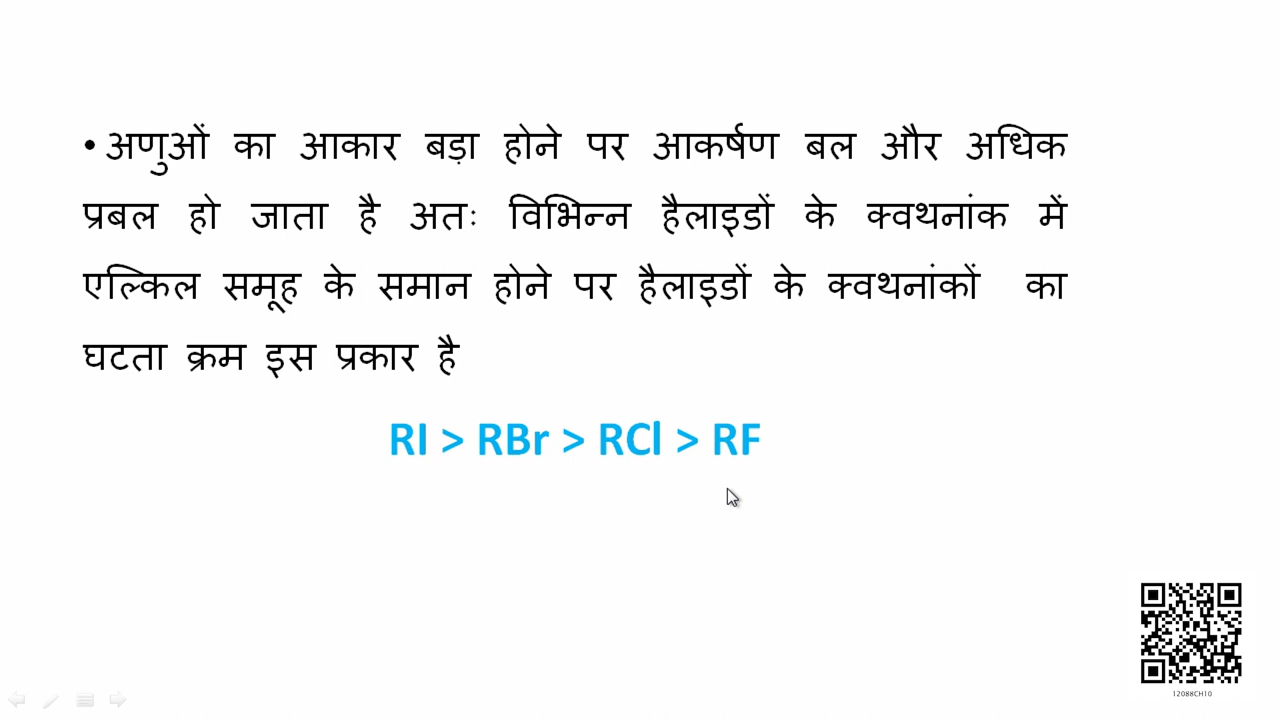 • अणुओं का आकार बड़ा होने पर आकर्षण बल और अधिक
प्रबल हो जाता है अतः विभिन्न हैलाइडों के क्वथनांक में
एल्किल समूह के समान होने पर हैलाइडों के क्वथनांकों का
घटता क्रम इस प्रकार है
RI > RBr > RCl > RF
12088CH10